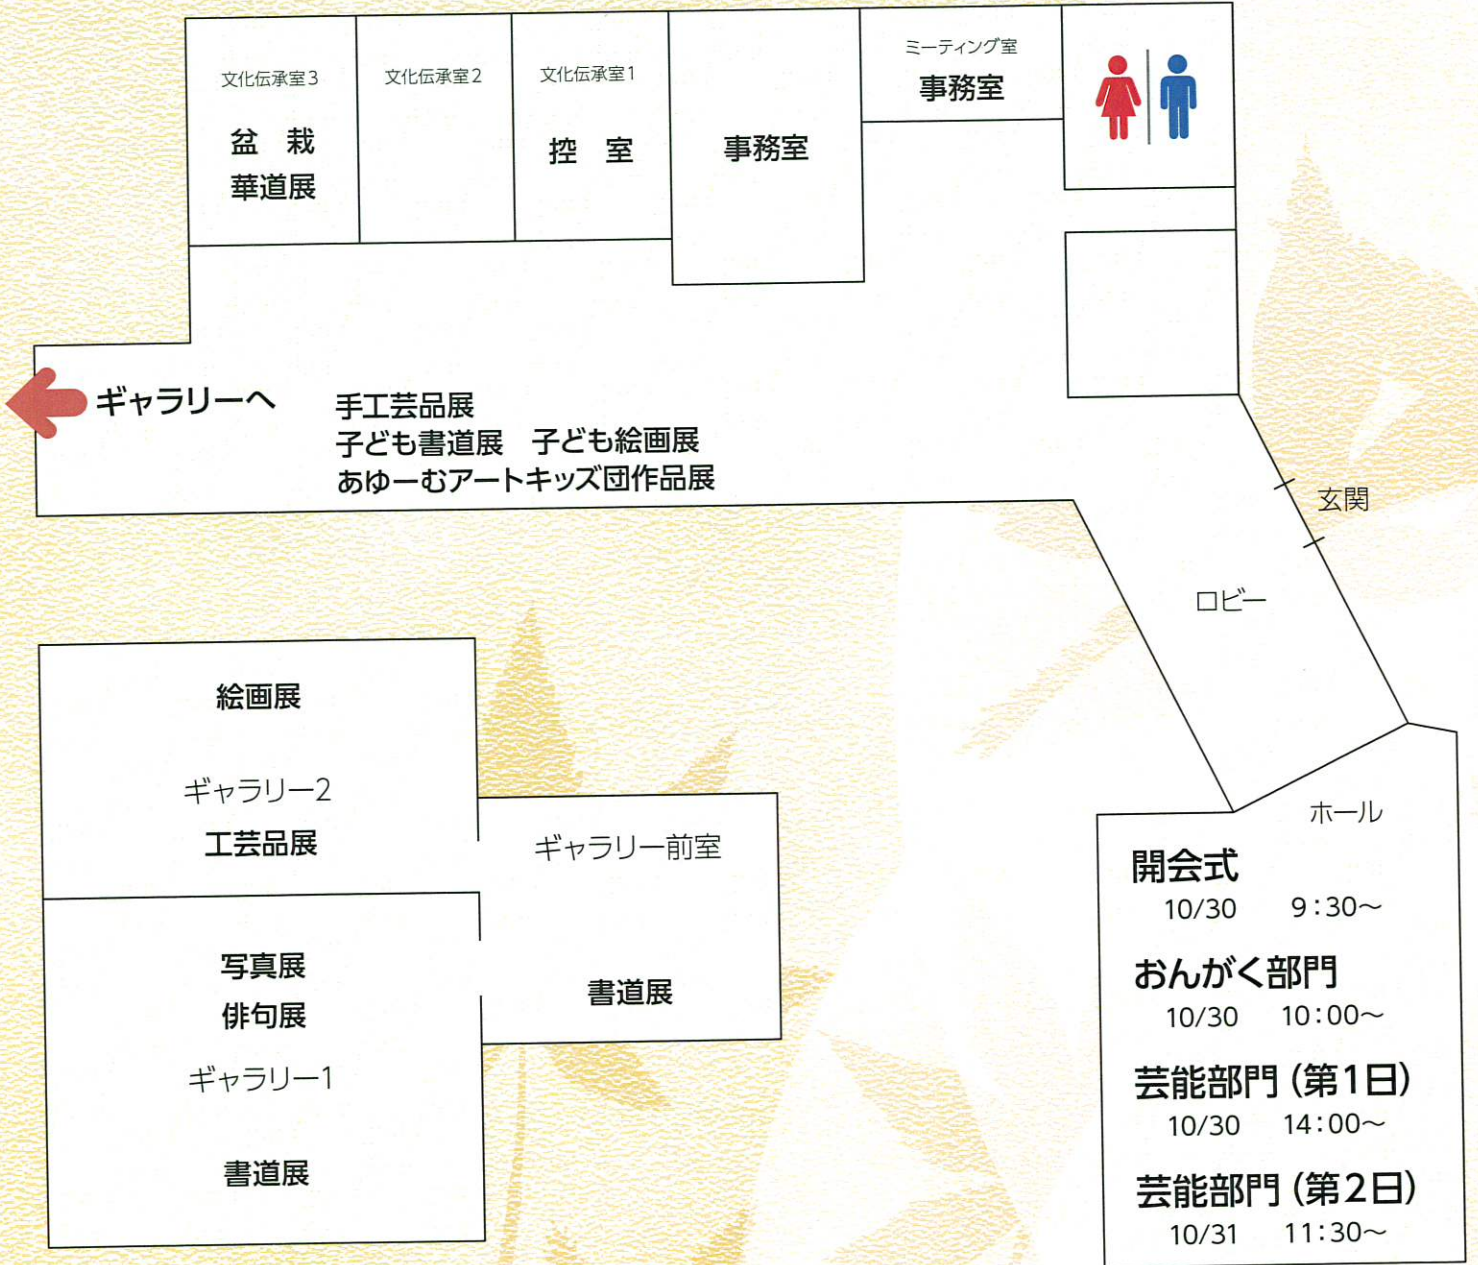 文化伝承室3
盆 栽
華道展
文化伝承室2
文化伝承室1
控 室
事務室
ミーティング室
事務室
ギャラリーへ
手工芸品展
子ども書道展 子ども絵画展
あゆーむアートキッズ団作品展
玄関
ロビー
絵画展
ギャラリー2
工芸品展
ギャラリー前室
書道展
写真展
俳句展
ギャラリー1
書道展
ホール
開会式
10/30 9:30～
おんがく部門
10/30 10:00～
芸能部門(第1日)
10/30 14:00～
芸能部門(第2日)
10/31 11:30～